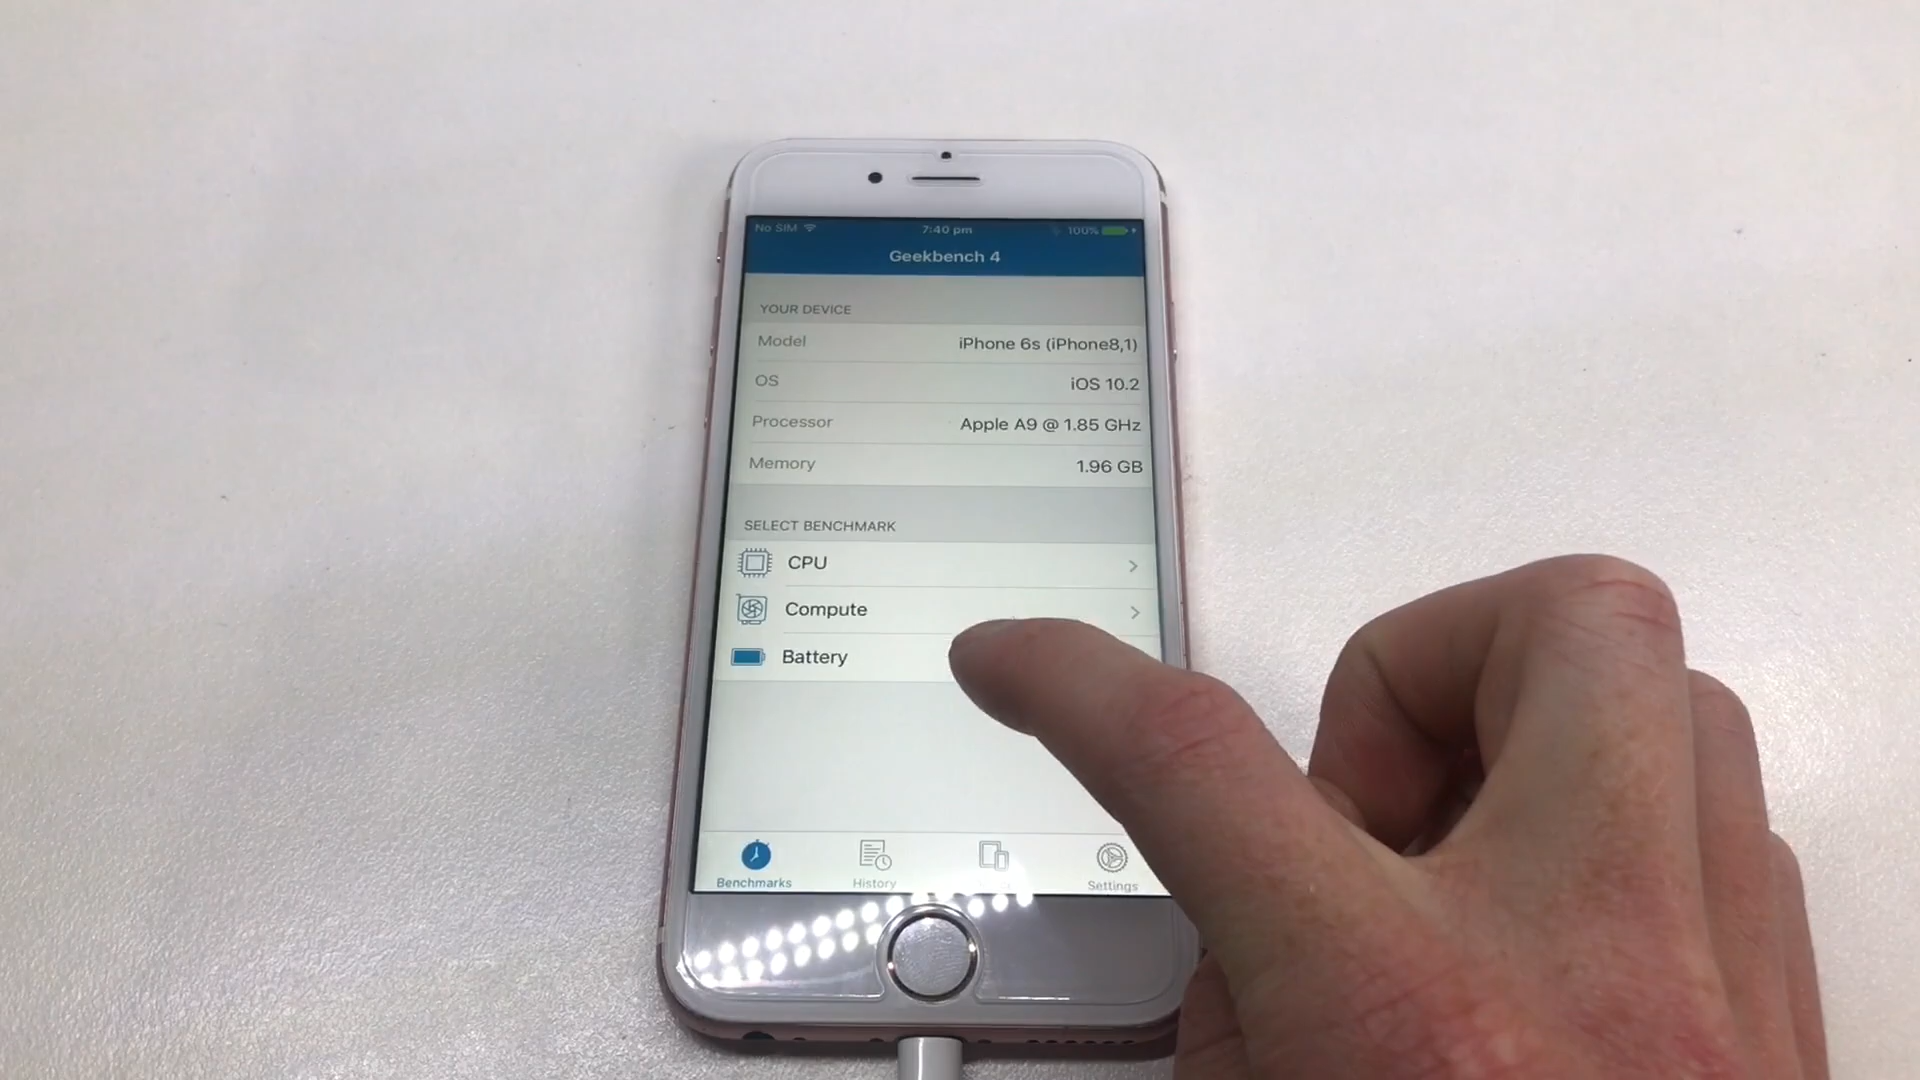 No SIM 7:40 pm 100%
Geekbench 4
YOUR DEVICE
Model iPhone 6s (iPhone8,1)
OS iOS 10.2
Processor Apple A9 @ 1.85 GHz
Memory 1.96 GB
SELECT BENCHMARK
CPU
Compute
Battery
Benchmarks History Settings